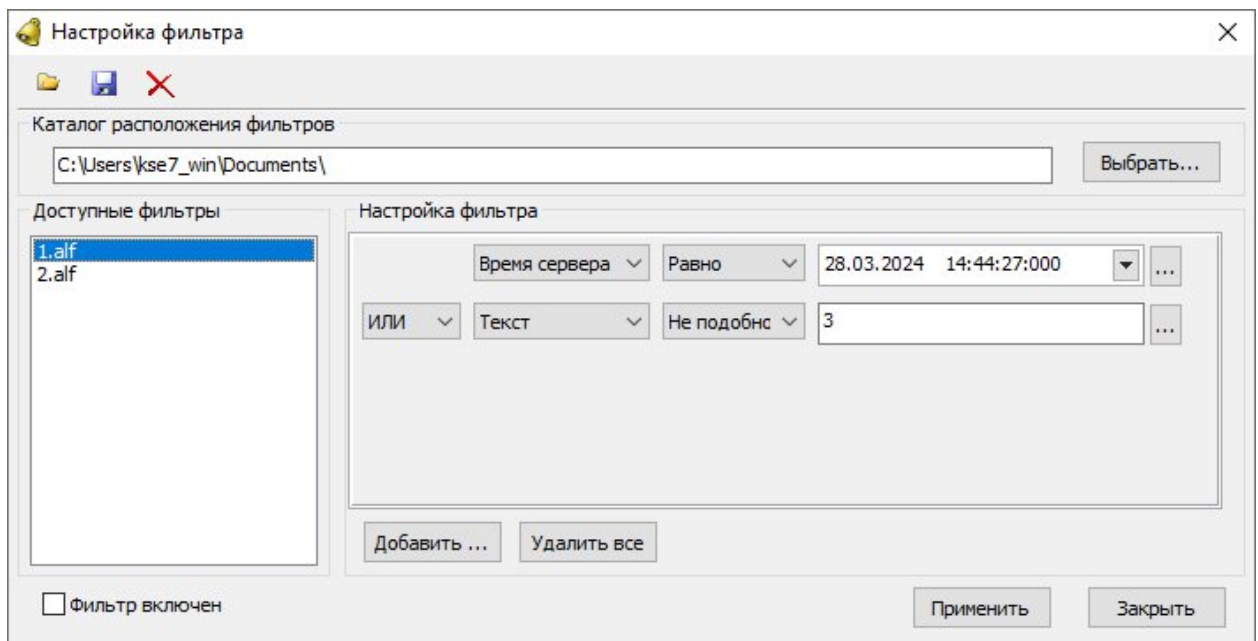 Настройка фильтра
Каталог расположения фильтров
C:\Users\kse7_win\Documents\
Выбрать...
Доступные фильтры
1.alf
2.alf
Настройка фильтра
Время сервера Равно 28.03.2024 14:44:27:000 ...
ИЛИ Текст Не подобно 3 ...
Добавить ... Удалить все
Фильтр включен
Применить Закрыть